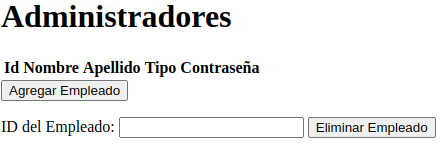 Administradores
Id Nombre Apellido Tipo Contraseña
Agregar Empleado
ID del Empleado: Eliminar Empleado